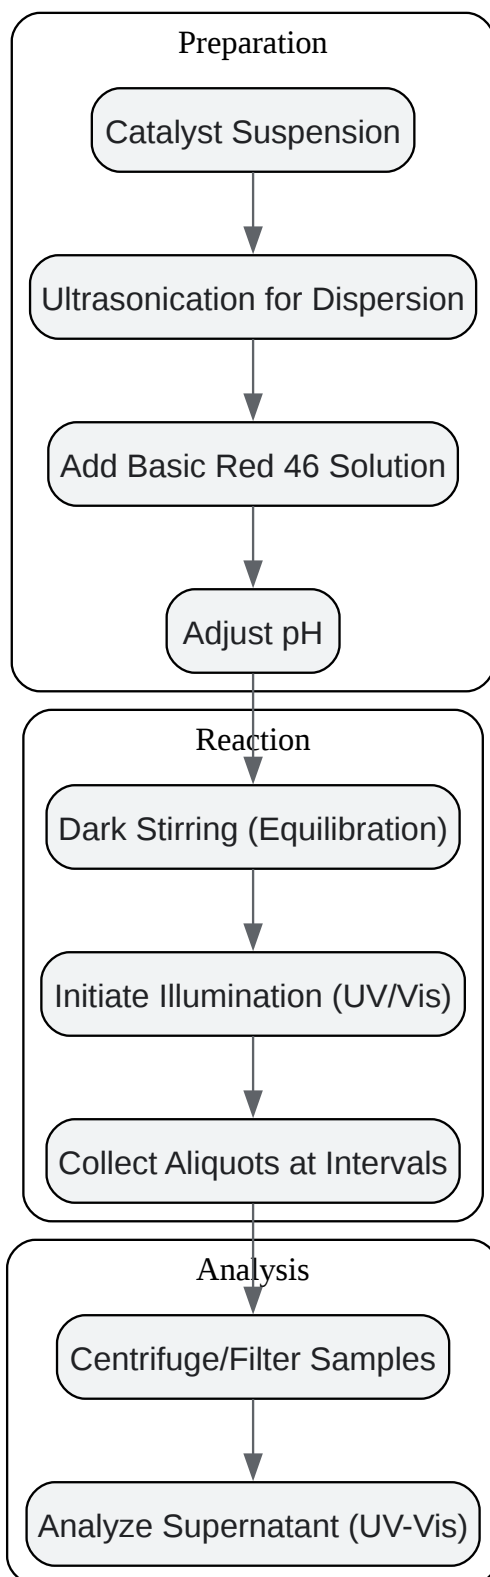 Preparation
Catalyst Suspension
Ultrasonication for Dispersion
Add Basic Red 46 Solution
Adjust pH
Reaction
Dark Stirring (Equilibration)
Initiate Illumination (UV/Vis)
Collect Aliquots at Intervals
Analysis
Centrifuge/Filter Samples
Analyze Supernatant (UV-Vis)